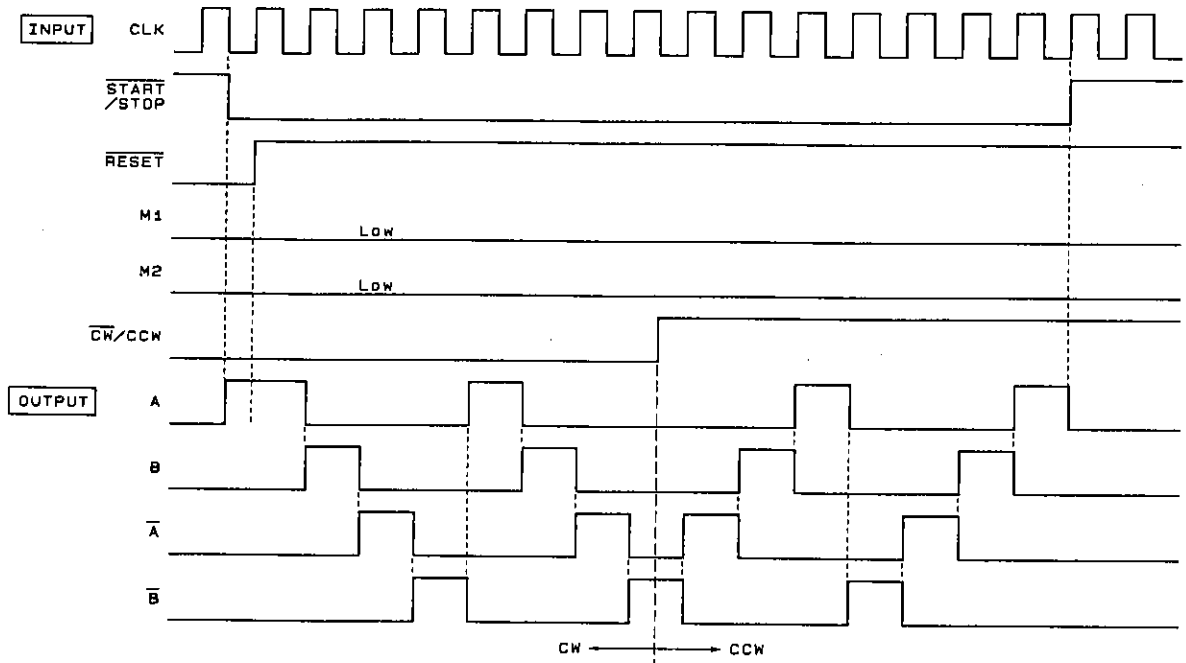 INPUT CLK
START
/STOP
RESET
M1
Low
M2
Low
CW/CCW
OUTPUT A
B
A
B
CW CCW